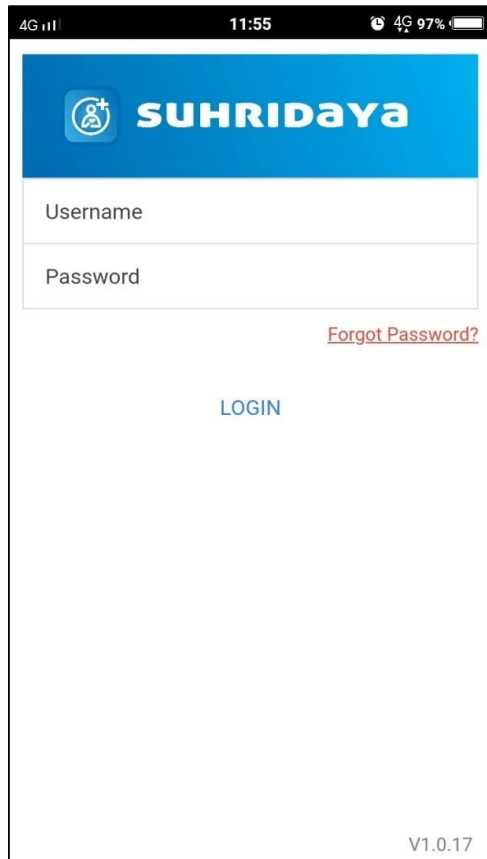 4G 11:55 4G 97%
SUHRIDaYa
Username
Password
Forgot Password?
LOGIN
V1.0.17